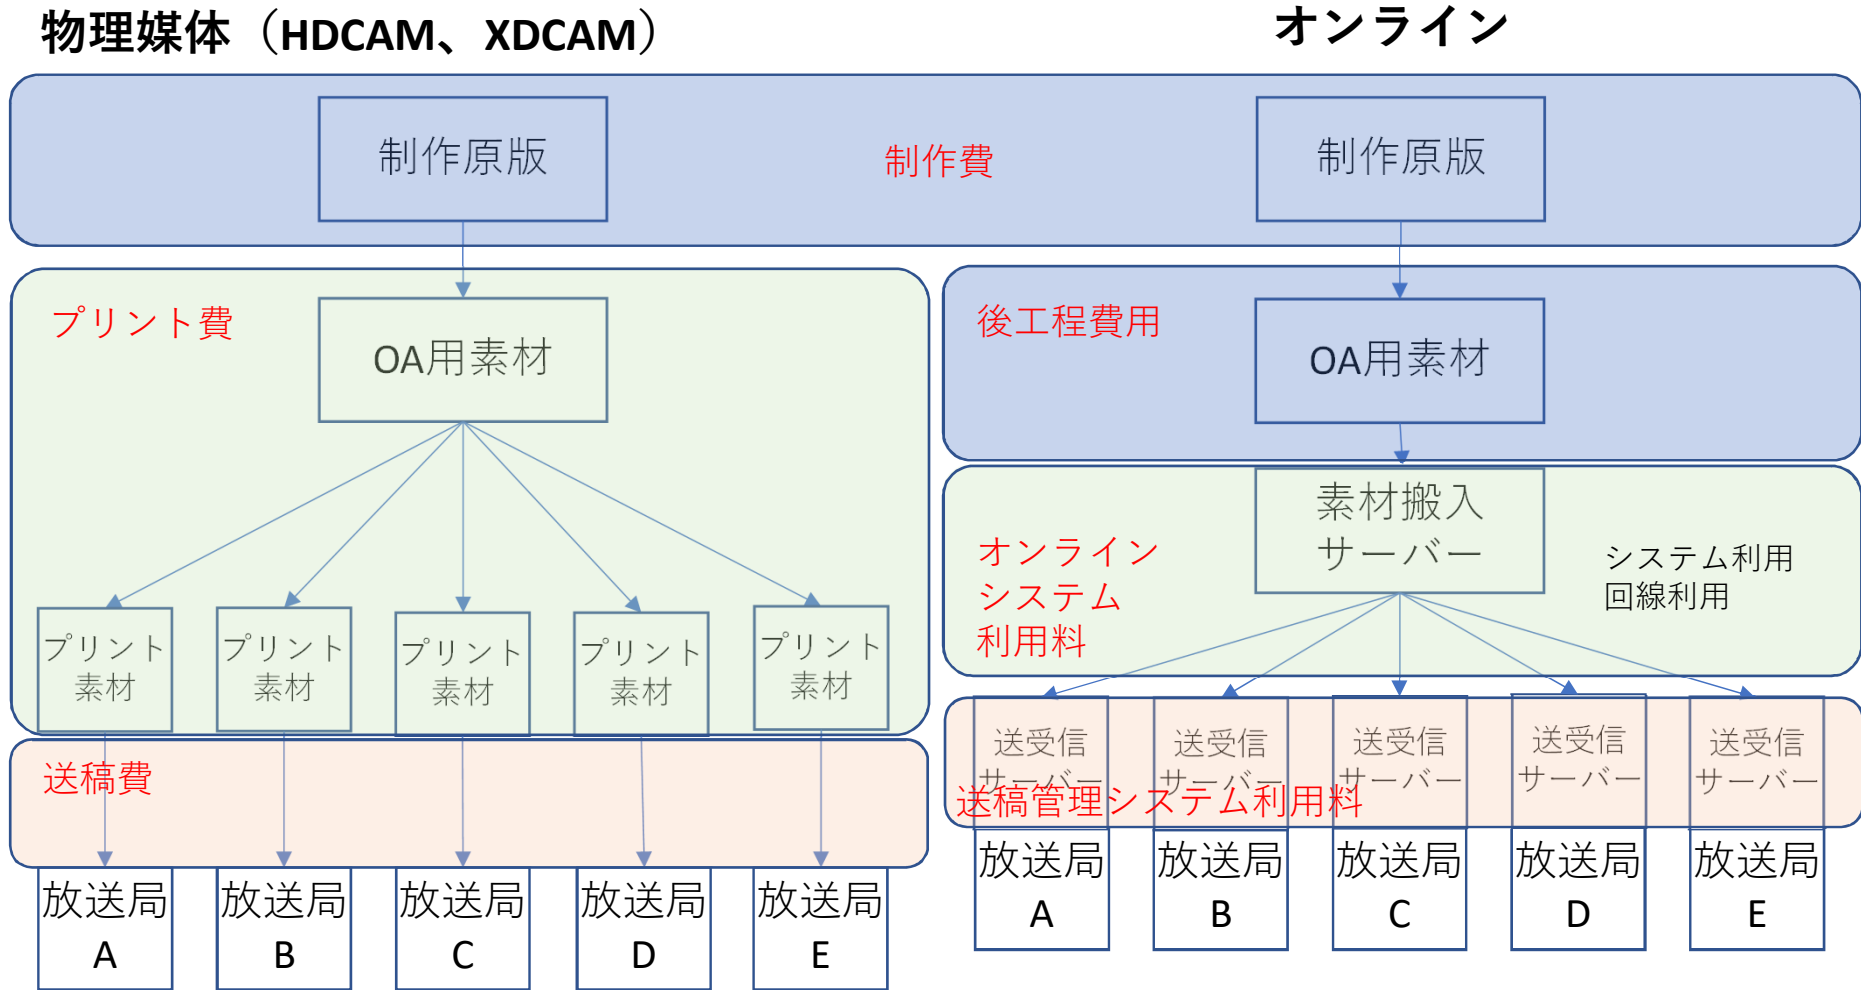 物理媒体（HDCAM、XDCAM）
オンライン
制作原版
制作費
制作原版
プリント費
OA用素材
後工程費用
OA用素材
素材搬入
サーバー
オンライン
システム
利用料
システム利用
回線利用
プリント
素材
プリント
素材
プリント
素材
プリント
素材
プリント
素材
送稿費
送受信
サーバー
送受信
サーバー
送受信
サーバー
送受信
サーバー
送受信
サーバー
送稿管理システム利用料
放送局
A
放送局
B
放送局
C
放送局
D
放送局
E
放送局
A
放送局
B
放送局
C
放送局
D
放送局
E